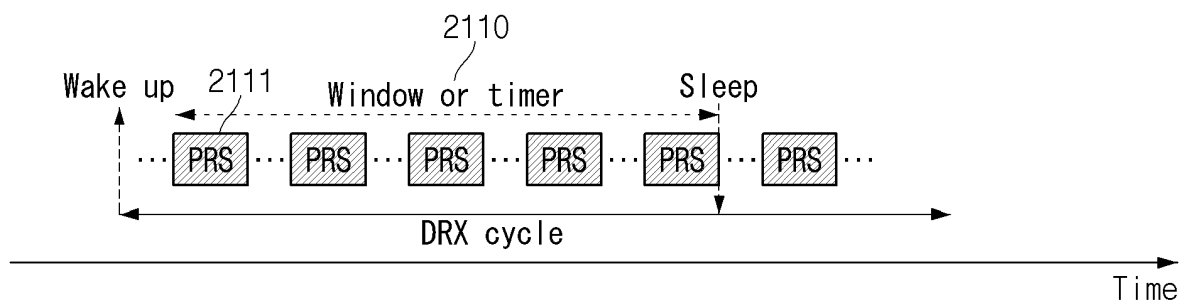 2110
Wake up 2111 Window or timer Sleep
··· PRS ··· PRS ··· PRS ··· PRS ··· PRS ··· PRS ···
DRX cycle
Time